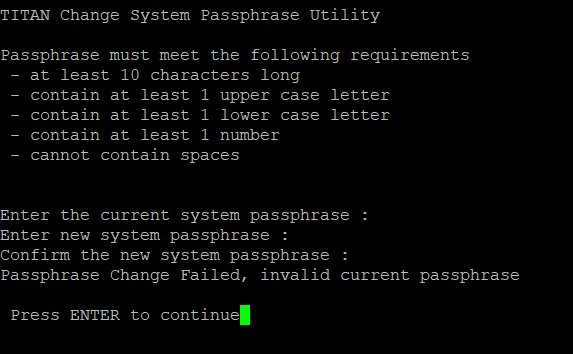 TITAN Change System Passphrase Utility
Passphrase must meet the following requirements
- at least 10 characters long
- contain at least 1 upper case letter
- contain at least 1 lower case letter
- contain at least 1 number
- cannot contain spaces
Enter the current system passphrase :
Enter new system passphrase :
Confirm the new system passphrase :
Passphrase Change Failed, invalid current passphrase
Press ENTER to continue